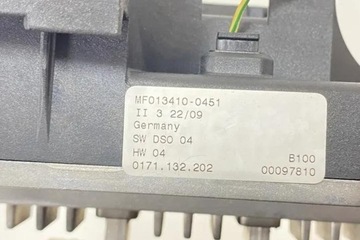 MF013410-0451
II 3 22/09
Germany
SW DSO 04
HW 04 B100
0171.132.202 00097810